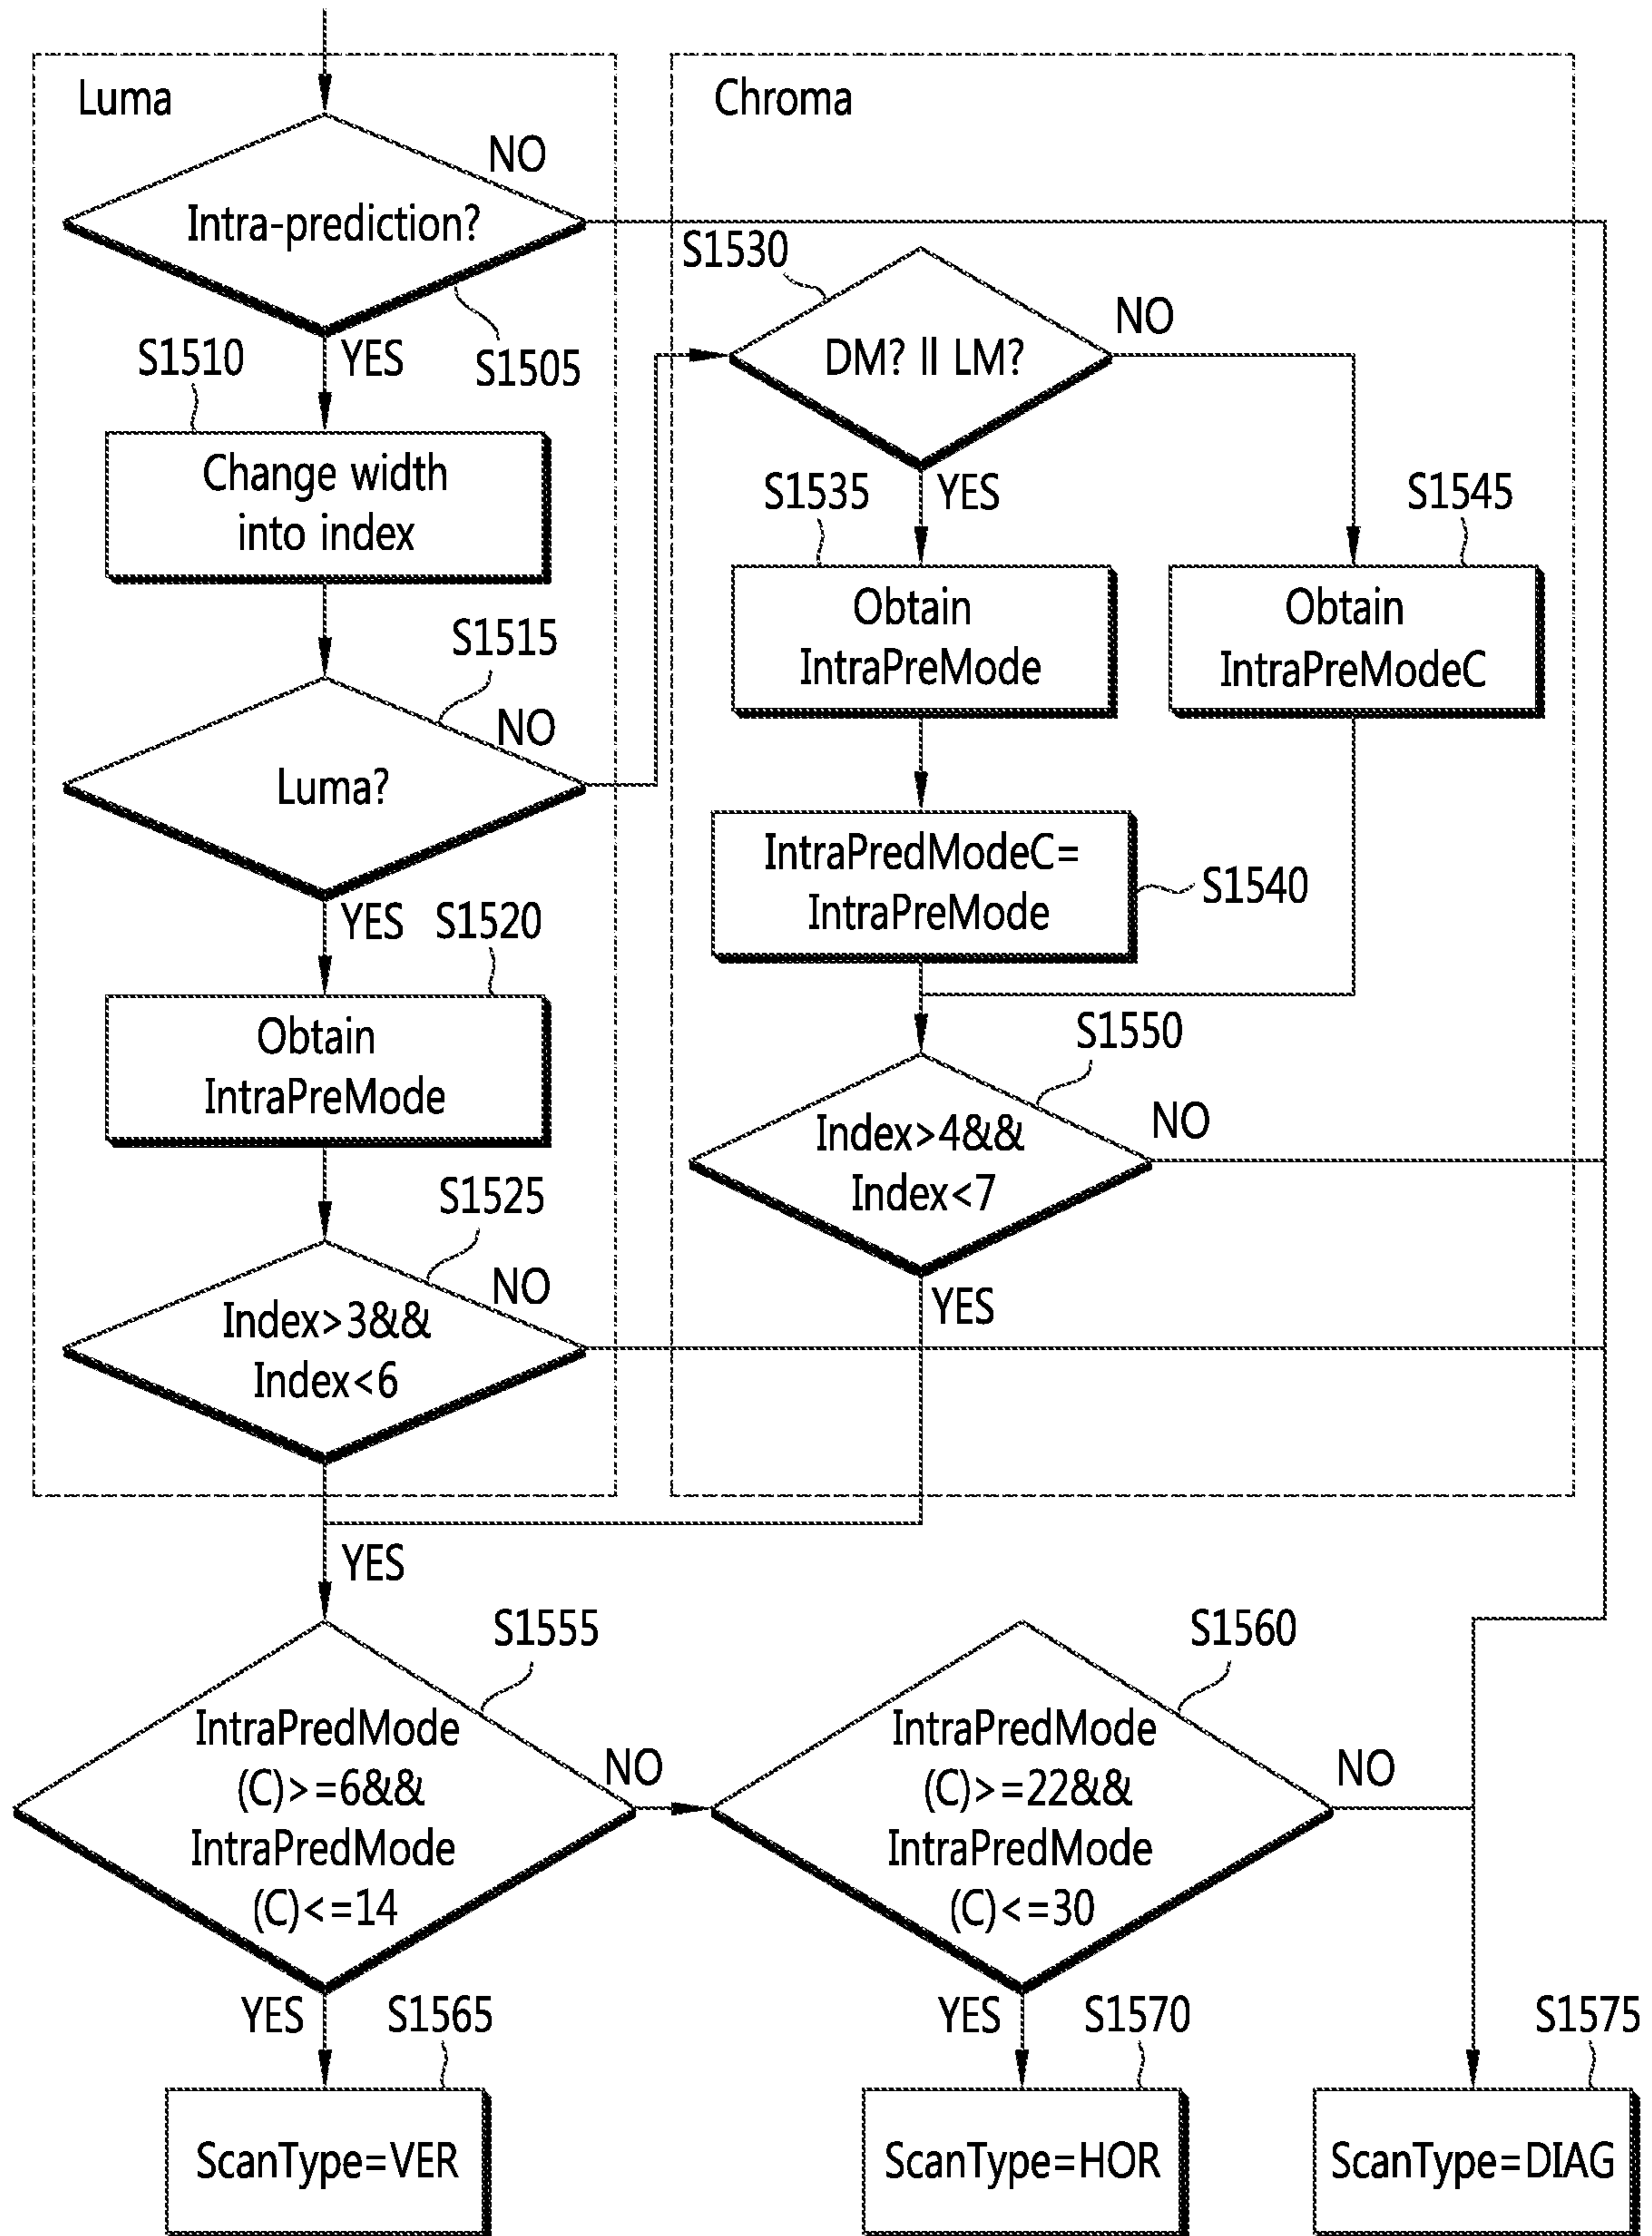 Luma
Chroma
NO
Intra-prediction?
S1505
YES
S1510
Change width
into index
S1515
NO
Luma?
YES
S1520
Obtain
IntraPreMode
S1525
NO
Index>3&&
Index<6
S1530
NO
DM? || LM?
YES
S1535
S1545
Obtain
IntraPreMode
Obtain
IntraPreModeC
IntraPredModeC=
IntraPreMode
S1540
S1550
NO
Index>4&&
Index<7
YES
YES
S1555
IntraPredMode
(C)>=6&&
IntraPredMode
(C)<=14
NO
S1560
IntraPredMode
(C)>=22&&
IntraPredMode
(C)<=30
NO
YES
S1565
YES
S1570
S1575
ScanType=VER
ScanType=HOR
ScanType=DIAG